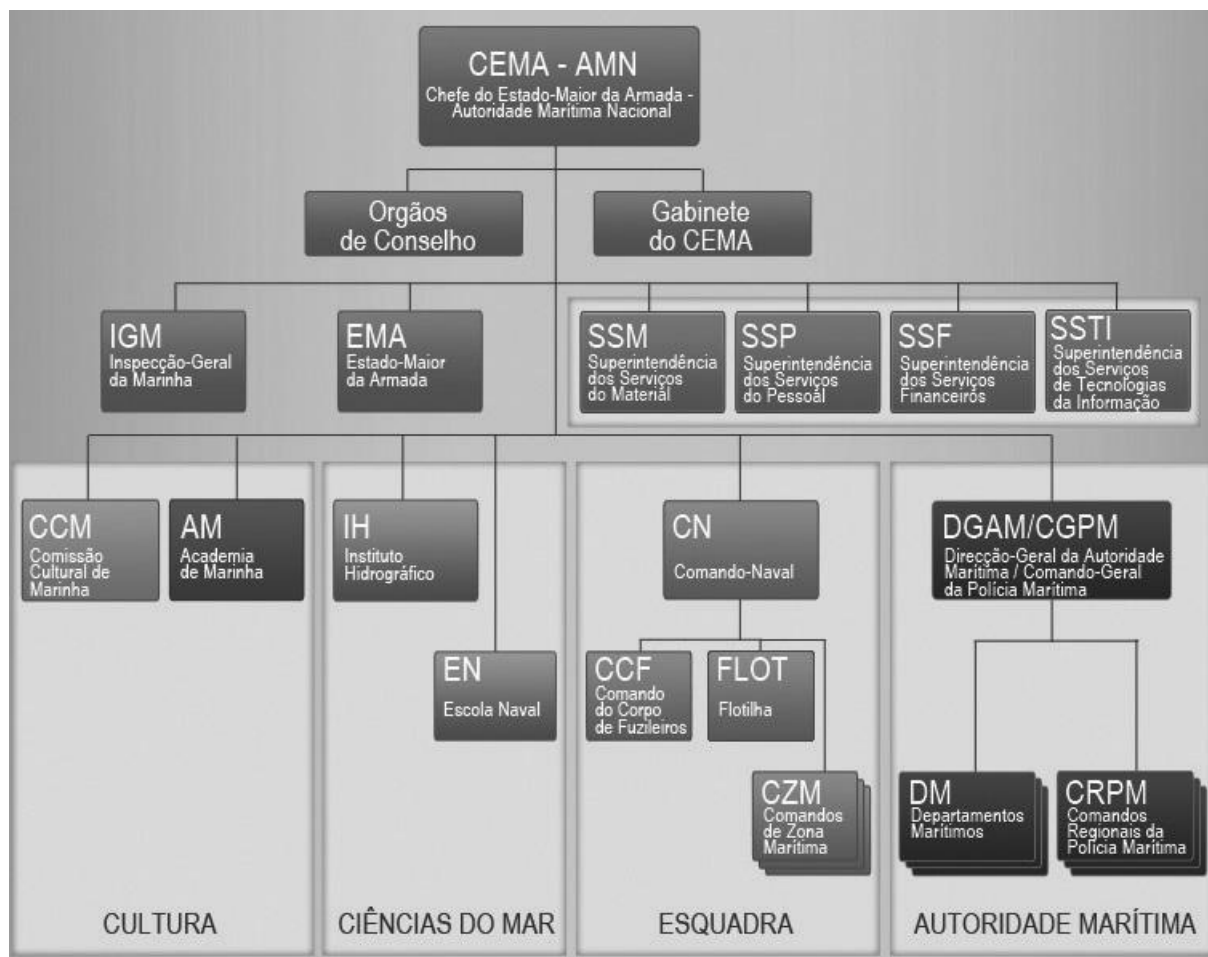 CEMA - AMN
Chefe do Estado-Maior da Armada -
Autoridade Marítima Nacional
Orgãos
de Conselho
Gabinete
do CEMA
IGM
Inspecção-Geral
da Marinha
EMA
Estado-Maior
da Armada
SSM
Superintendência
dos Serviços
do Materiál
SSP
Superintendência
dos Serviços
do Pessoál
SSF
Superintendência
dos Serviços
Financeiros
SSTI
Superintendência
dos Serviços
de Tecnologias
da Informação
CCM
Comissão
Cultural de
Marinha
AM
Academia
de Marinha
IH
Instituto
Hidrográfico
EN
Escola Naval
CN
Comando-Naval
CCF
Comando
do Corpo
de Fuzileiros
FLOT
Flotilha
CZM
Comandos
de Zona
Marítima
DGAM/CGPM
Direcção-Geral da Autoridade
Marítima / Comando-Geral
da Polícia Marítima
DM
Departamentos
Marítimos
CRPM
Comandos
Regionais da
Polícia Marítima
CULTURA
CIÊNCIAS DO MAR
ESQUADRA
AUTORIDADE MARÍTIMA